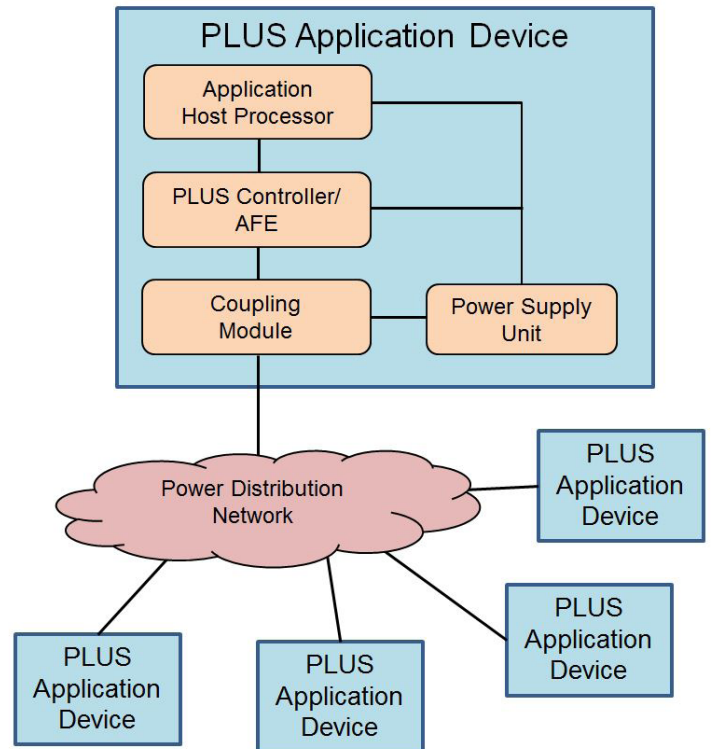 PLUS Application Device
Application
Host Processor
PLUS Controller/
AFE
Coupling
Module
Power Supply
Unit
Power Distribution
Network
PLUS
Application
Device
PLUS
Application
Device
PLUS
Application
Device
PLUS
Application
Device